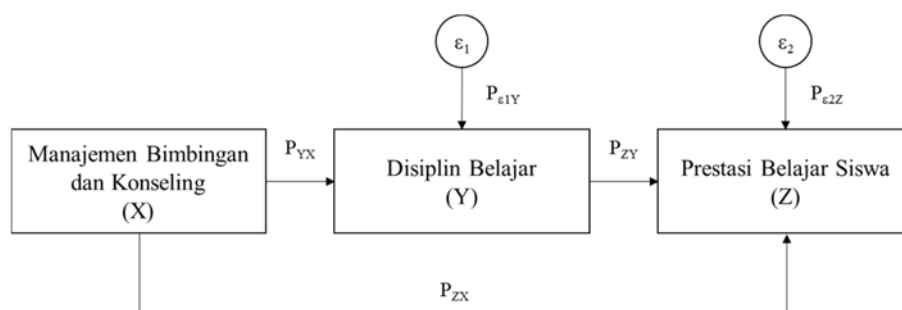 ε₁
ε₂
Pε1Y
Pε2Z
Manajemen Bimbingan
dan Konseling
(X)
PYX
Disiplin Belajar
(Y)
PZY
Prestasi Belajar Siswa
(Z)
PZX